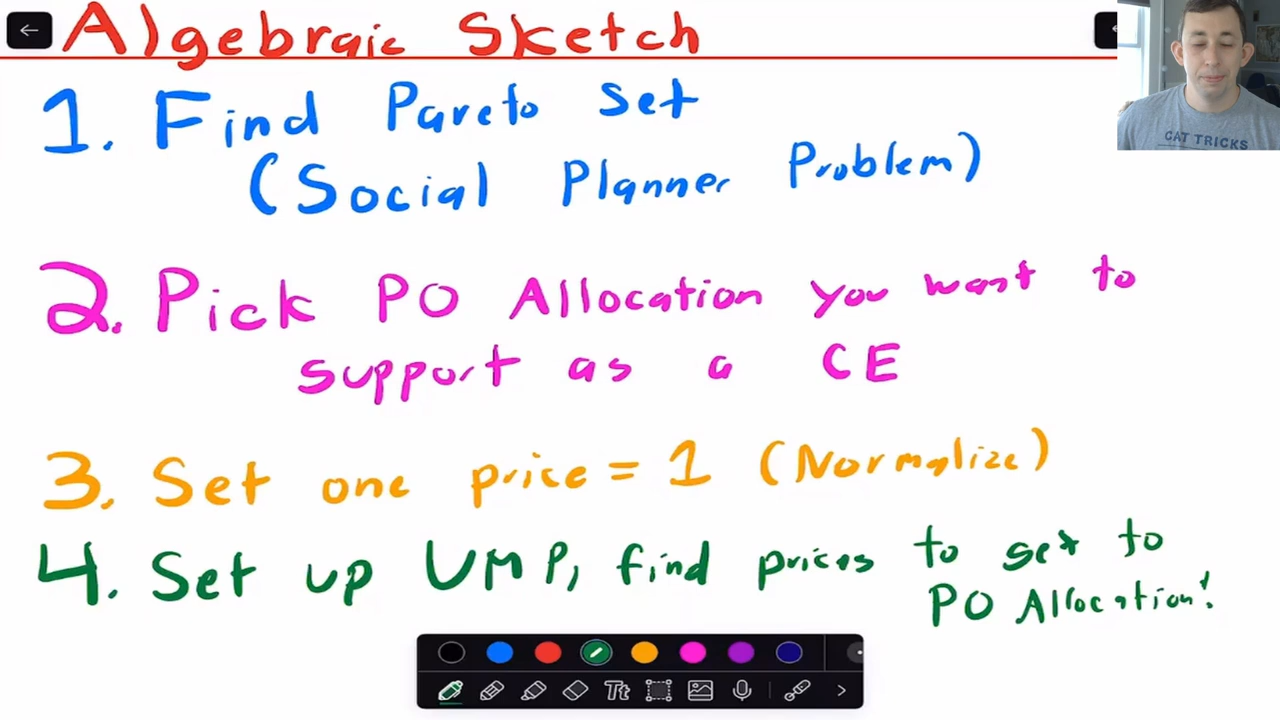 Algebraic Sketch
1. Find Pareto Set
(Social Planner Problem)
2. Pick PO Allocation you want to
support as a CE
3. Set one price = 1 (Normalize)
4. Set up UMP, find prices to set to
PO Allocation!
CAT TRICKS
Tt